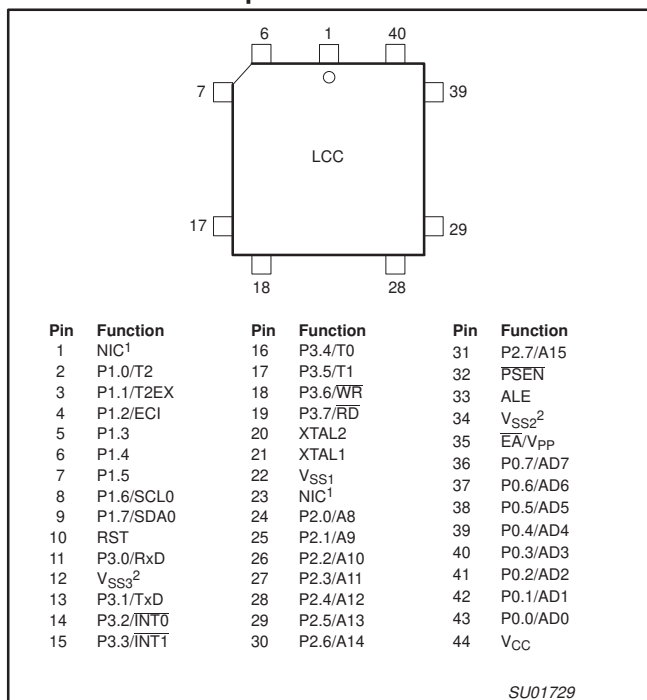 6 1 40
7 39
LCC
17 29
18 28
Pin Function Pin Function Pin Function
1 NIC1 16 P3.4/T0 31 P2.7/A15
2 P1.0/T2 17 P3.5/T1 32 PSEN
3 P1.1/T2EX 18 P3.6/WR 33 ALE
4 P1.2/ECI 19 P3.7/RD 34 VSS22
5 P1.3 20 XTAL2 35 EA/VPP
6 P1.4 21 XTAL1 36 P0.7/AD7
7 P1.5 22 VSS1 37 P0.6/AD6
8 P1.6/SCL0 23 NIC1 38 P0.5/AD5
9 P1.7/SDA0 24 P2.0/A8 39 P0.4/AD4
10 RST 25 P2.1/A9 40 P0.3/AD3
11 P3.0/RxD 26 P2.2/A10 41 P0.2/AD2
12 VSS32 27 P2.3/A11 42 P0.1/AD1
13 P3.1/TxD 28 P2.4/A12 43 P0.0/AD0
14 P3.2/INT0 29 P2.5/A13 44 VCC
15 P3.3/INT1 30 P2.6/A14
SU01729